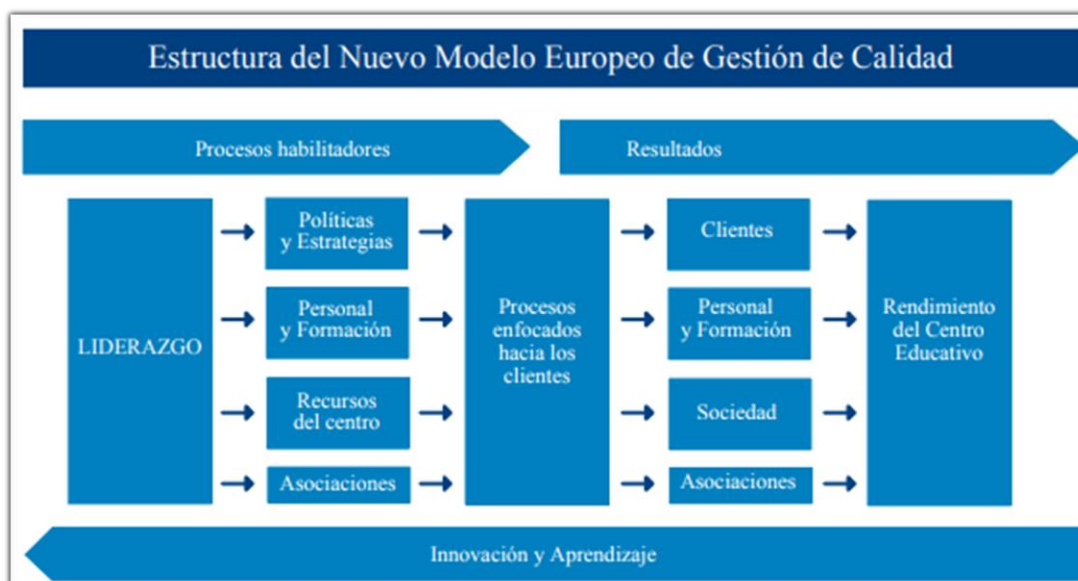 Estructura del Nuevo Modelo Europeo de Gestión de Calidad
Procesos habilitadores
Resultados
LIDERAZGO
Políticas
y Estrategias
Personal
y Formación
Recursos
del centro
Asociaciones
Procesos
enfocados
hacia los
clientes
Clientes
Personal
y Formación
Sociedad
Asociaciones
Rendimiento
del Centro
Educativo
Innovación y Aprendizaje